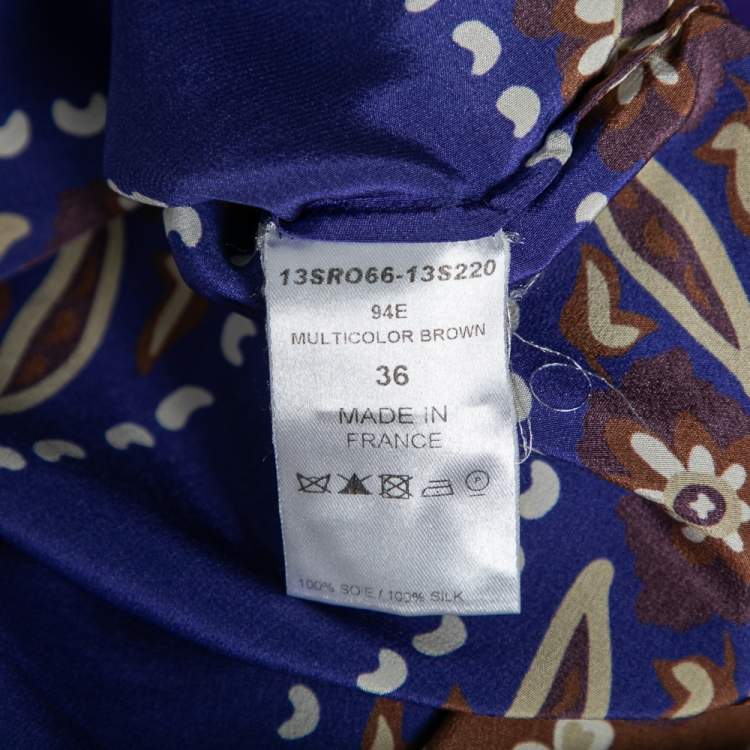 13SRO66-13S220
94E
MULTICOLOR BROWN
36
MADE IN
FRANCE
P
100% SOIE / 100% SILK